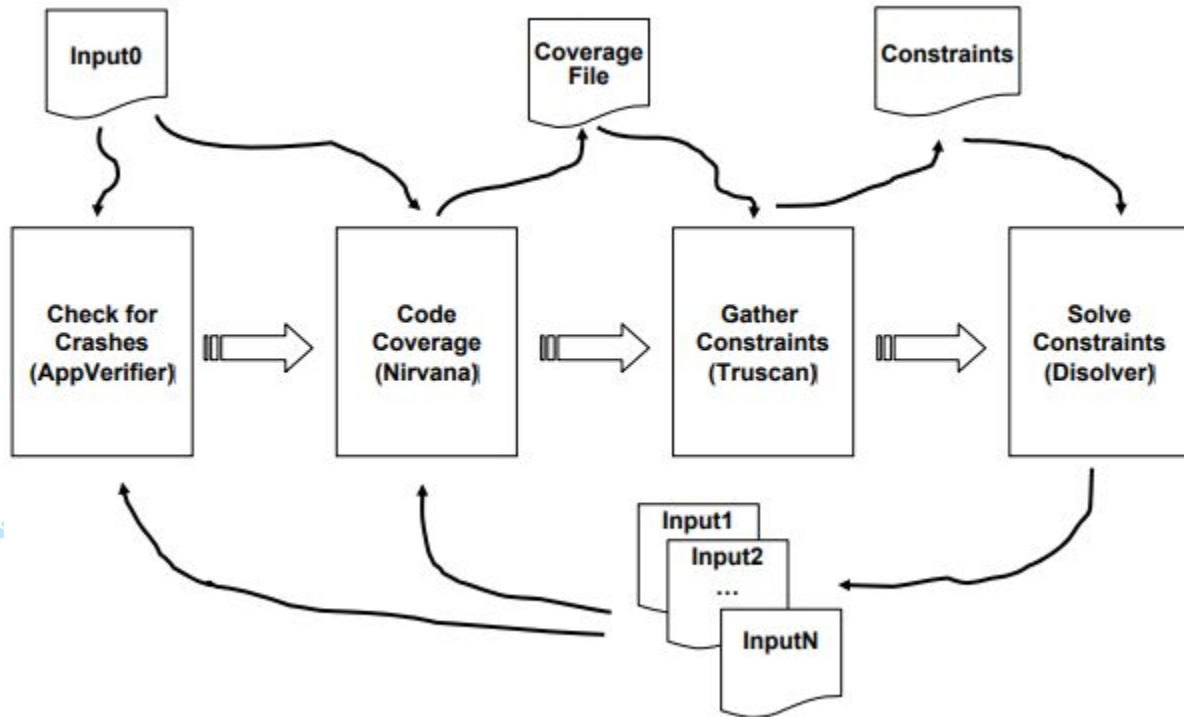 Input0
Coverage
File
Constraints
Check for
Crashes
(AppVerifier)
Code
Coverage
(Nirvana)
Gather
Constraints
(Truscan)
Solve
Constraints
(Disolver)
Input1
Input2
...
InputN